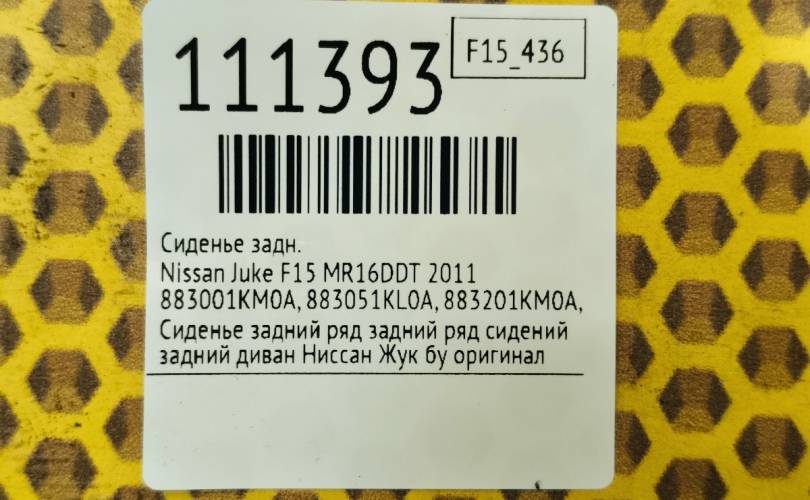 111393
F15_436
Сиденье задн.
Nissan Juke F15 MR16DDT 2011
883001KM0A, 883051KL0A, 883201KM0A,
Сиденье задний ряд задний ряд сидений
задний диван Ниссан Жук бу оригинал